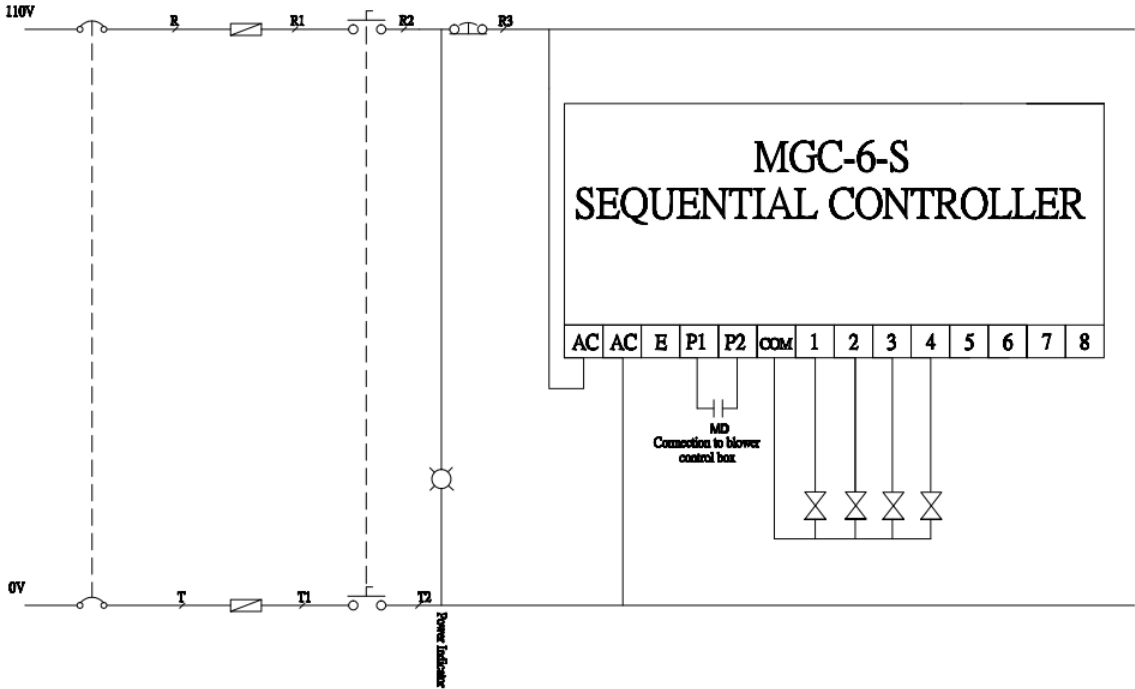 110V
R R1 R2 R3
MGC-6-S
SEQUENTIAL CONTROLLER
AC AC E P1 P2 COM 1 2 3 4 5 6 7 8
MD
Connection to blower
control box
0V
T T1 T2
Power Indicator